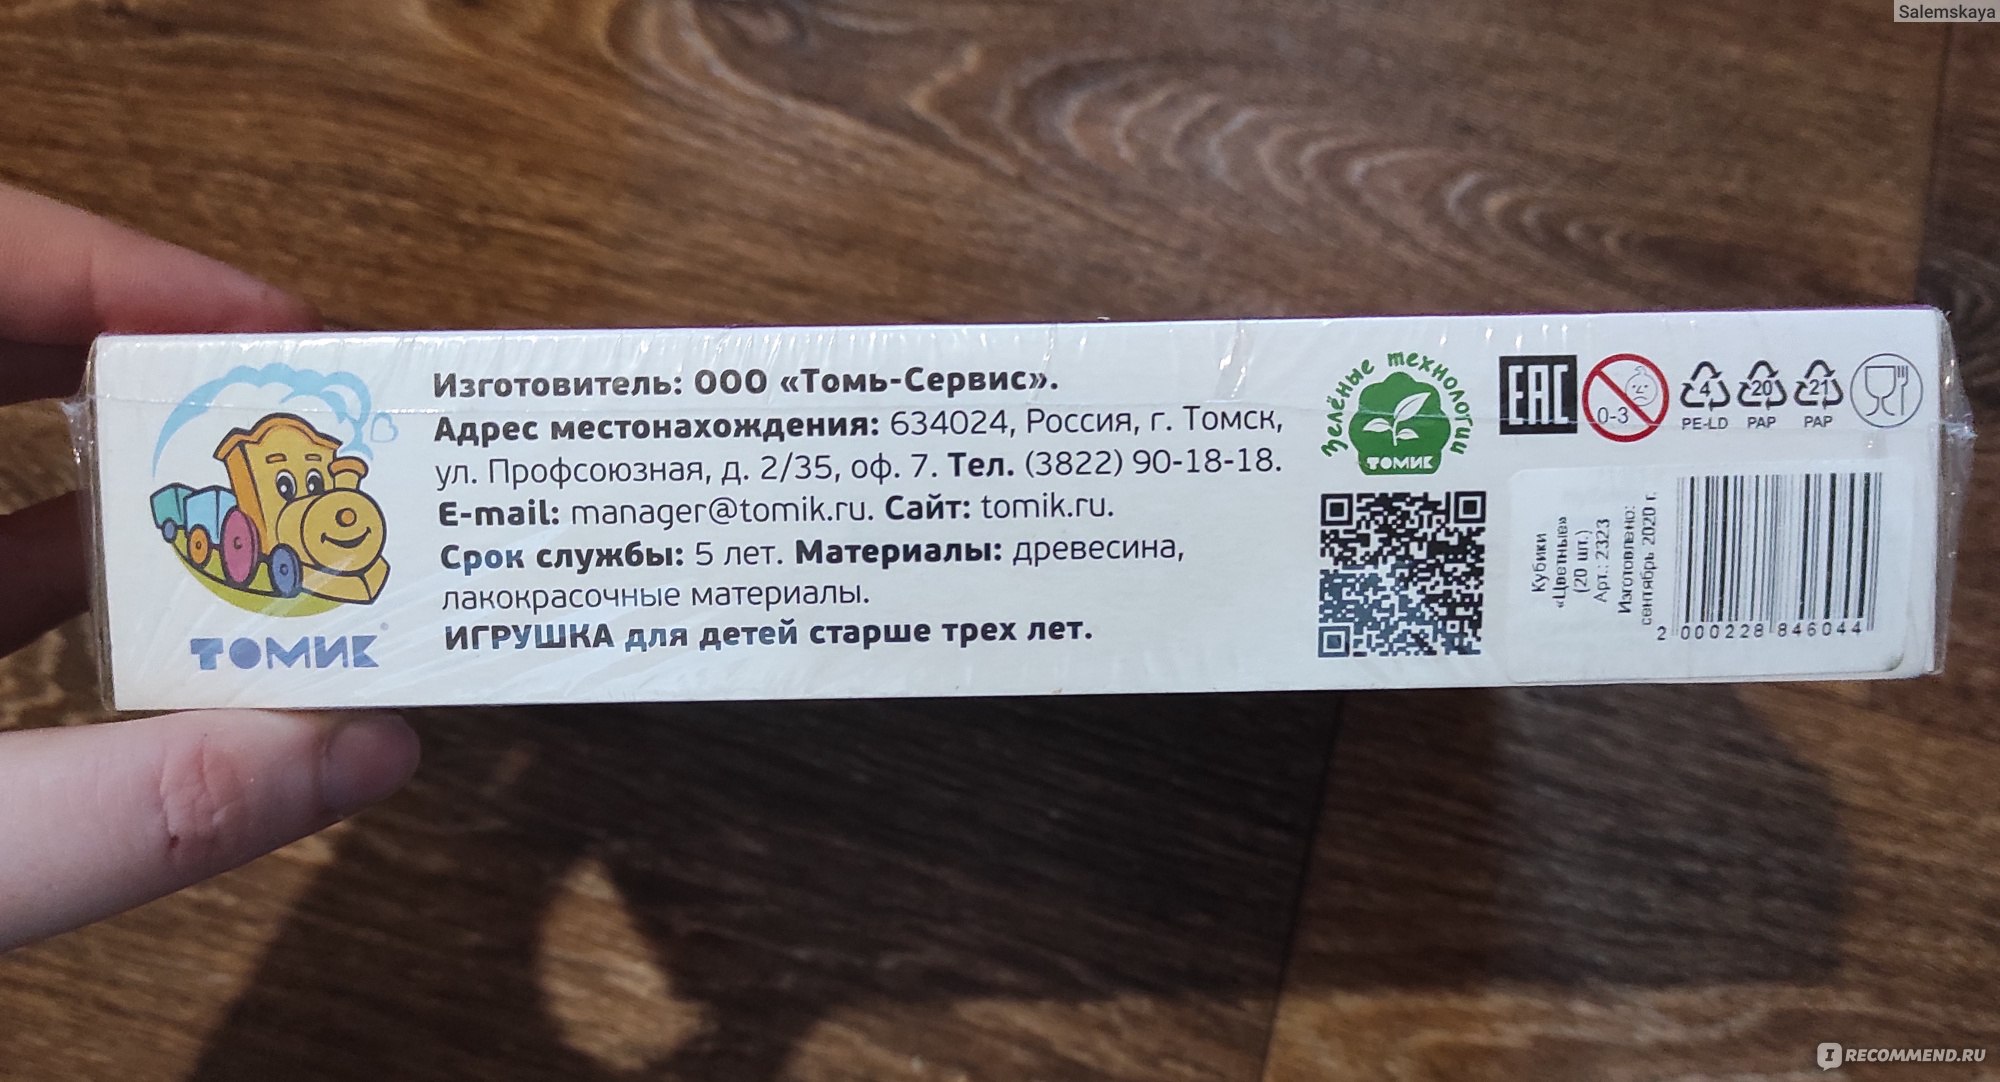 Salemskaya
Изготовитель: ООО «Томь-Сервис».
Адрес местонахождения: 634024, Россия, г. Томск,
ул. Профсоюзная, д. 2/35, оф. 7. Тел. (3822) 90-18-18.
E-mail: manager@tomik.ru. Сайт: tomik.ru.
Срок службы: 5 лет. Материалы: древесина,
лакокрасочные материалы.
ИГРУШКА для детей старше трех лет.
ТОМИК
зелёные технологии
ТОМИК
EAC
0-3
4
PE-LD
20
PAP
21
PAP
Кубики
«Цветные»
(20 шт.)
Арт.: 2323
Изготовлено:
сентябрь 2020 г.
2 000228 846044
IRECOMMEND.RU